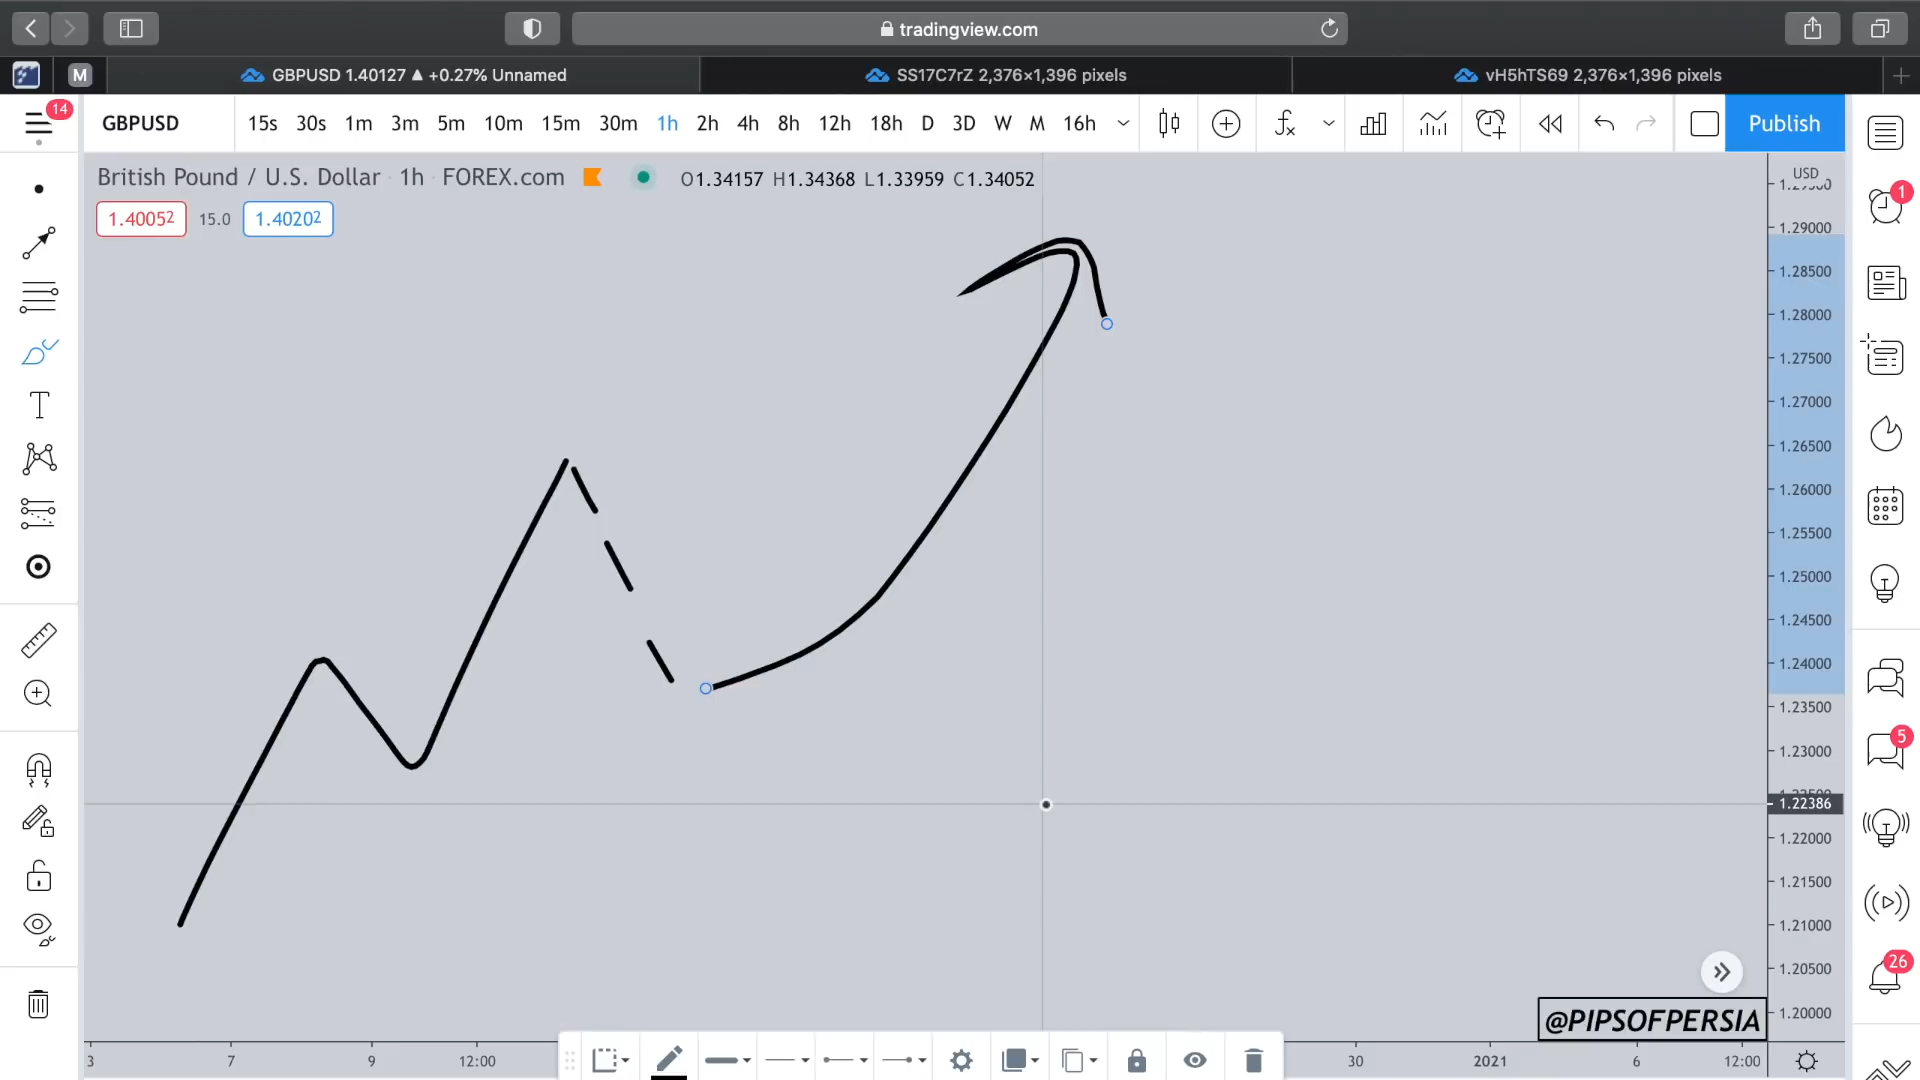 tradingview.com
M
GBPUSD 1.40127 ▲ +0.27% Unnamed
SS17C7rZ 2,376×1,396 pixels
vH5hTS69 2,376×1,396 pixels
14
GBPUSD
15s 30s 1m 3m 5m 10m 15m 30m 1h 2h 4h 8h 12h 18h D 3D W M 16h
Publish
British Pound / U.S. Dollar · 1h · FOREX.com
O1.34157 H1.34368 L1.33959 C1.34052
USD
1.40052 15.0 1.40202
1
1.29000
1.28500
1.28000
1.27500
1.27000
1.26500
1.26000
1.25500
1.25000
1.24500
1.24000
1.23500
1.23000
1.22386
1.22000
1.21500
1.21000
1.20500
1.20000
T
5
26
@PIPSOFPERSIA
3 7 9 12:00 30 2021 6 12:00